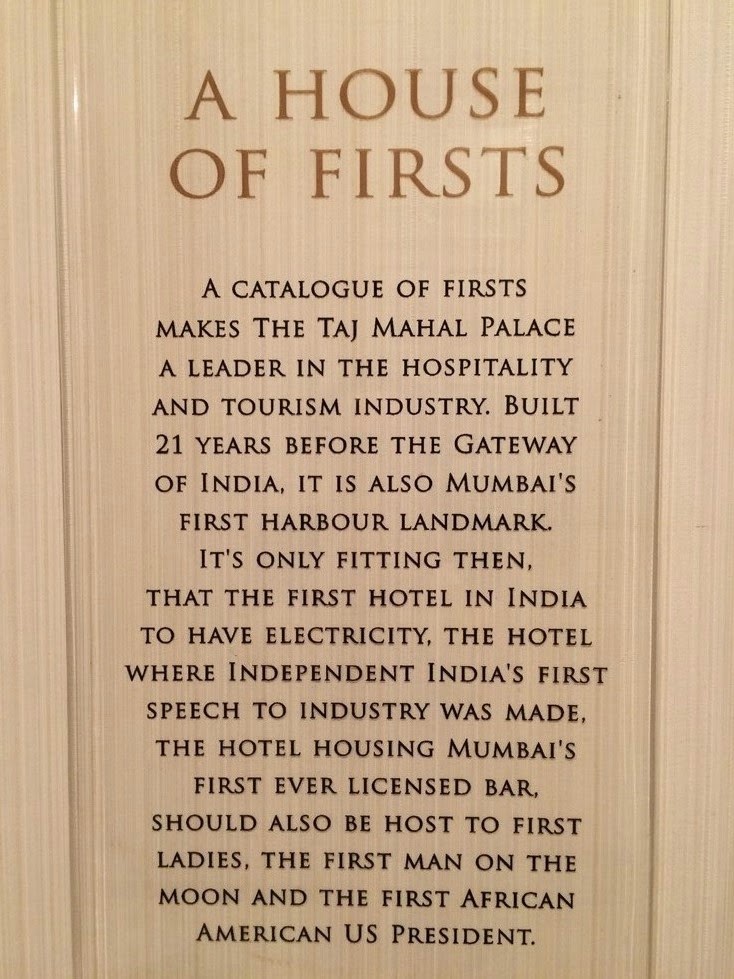 A HOUSE
OF FIRSTS
A CATALOGUE OF FIRSTS
MAKES THE TAJ MAHAL PALACE
A LEADER IN THE HOSPITALITY
AND TOURISM INDUSTRY. BUILT
21 YEARS BEFORE THE GATEWAY
OF INDIA, IT IS ALSO MUMBAI'S
FIRST HARBOUR LANDMARK.
IT'S ONLY FITTING THEN,
THAT THE FIRST HOTEL IN INDIA
TO HAVE ELECTRICITY, THE HOTEL
WHERE INDEPENDENT INDIA'S FIRST
SPEECH TO INDUSTRY WAS MADE,
THE HOTEL HOUSING MUMBAI'S
FIRST EVER LICENSED BAR,
SHOULD ALSO BE HOST TO FIRST
LADIES, THE FIRST MAN ON THE
MOON AND THE FIRST AFRICAN
AMERICAN US PRESIDENT.